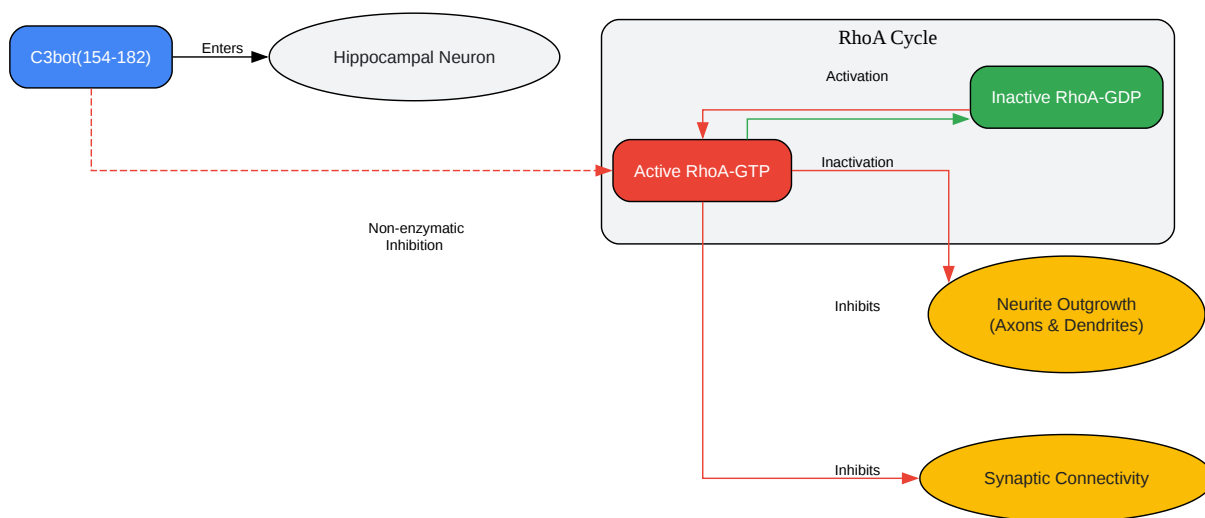 C3bot(154-182)
Enters
Hippocampal Neuron
RhoA Cycle
Activation
Inactive RhoA-GDP
Active RhoA-GTP
Inactivation
Non-enzymatic
Inhibition
Inhibits
Neurite Outgrowth
(Axons & Dendrites)
Inhibits
Synaptic Connectivity